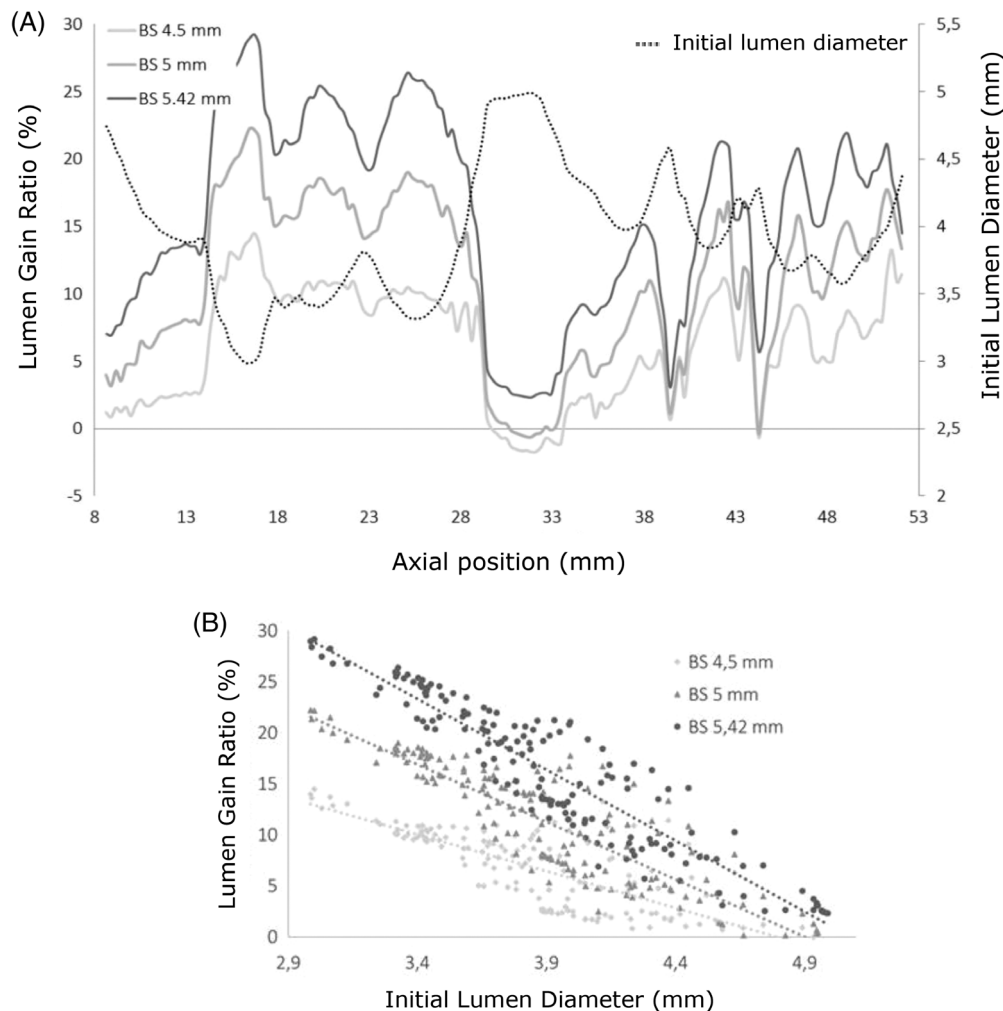 (A)
BS 4.5 mm
BS 5 mm
BS 5.42 mm
Initial lumen diameter
Lumen Gain Ratio (%)
30
25
20
15
10
5
0
-5
Initial Lumen Diameter (mm)
5,5
5
4,5
4
3,5
3
2,5
2
8 13 18 23 28 33 38 43 48 53
Axial position (mm)
(B)
BS 4,5 mm
BS 5 mm
BS 5,42 mm
Lumen Gain Ratio (%)
30
25
20
15
10
5
0
2,9 3,4 3,9 4,4 4,9
Initial Lumen Diameter (mm)